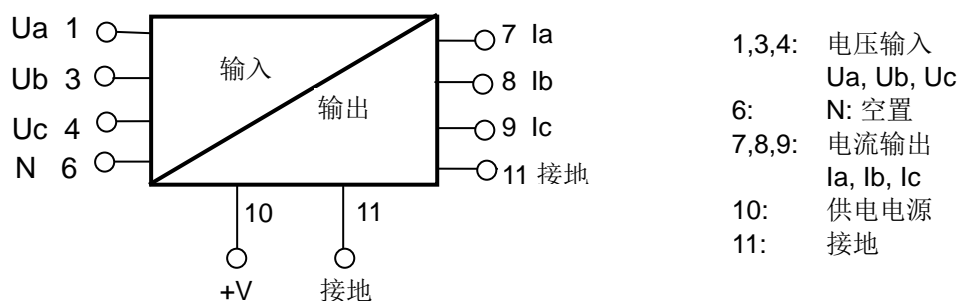 Ua 1
Ub 3
Uc 4
N 6
输入
输出
7 Ia
8 Ib
9 Ic
11 接地
10
11
+V
接地
1,3,4: 电压输入
Ua, Ub, Uc
6: N: 空置
7,8,9: 电流输出
Ia, Ib, Ic
10: 供电电源
11: 接地